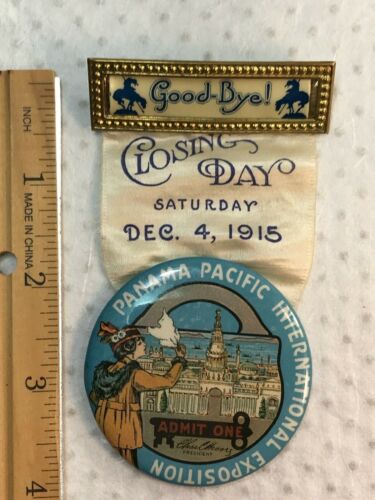 Good-Bye!
CLOSING
DAY
SATURDAY
DEC. 4, 1915
PANAMA PACIFIC INTERNATIONAL EXPOSITION
ADMIT ONE
PRESIDENT
INCH
MADE IN CHINA
1
2
3
4